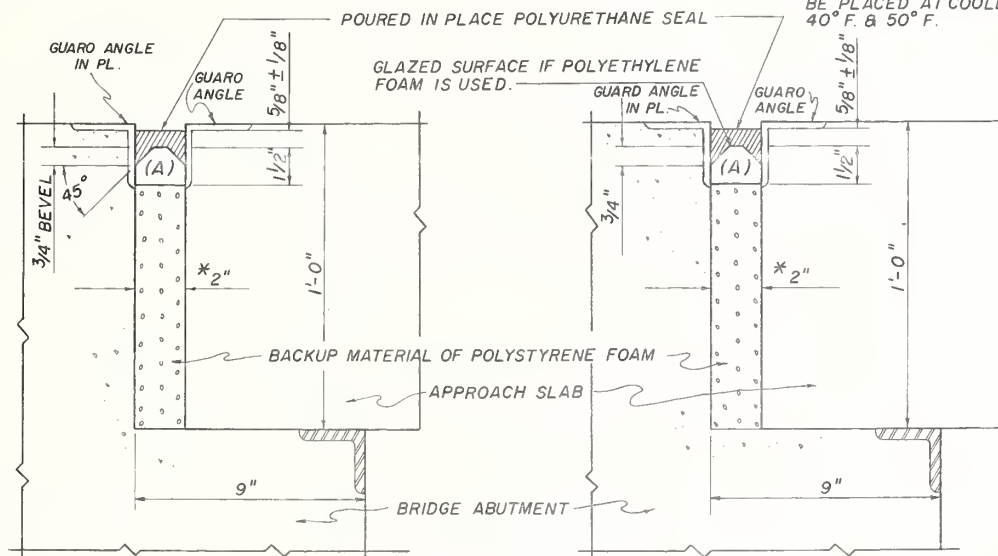 BE PLACED AT COOL
40° F. & 50° F.
POURED IN PLACE POLYURETHANE SEAL
GUARO ANGLE
IN PL.
GUARO
ANGLE
5/8" ± 1/8"
GLAZED SURFACE IF POLYETHYLENE
FOAM IS USED.
GUARD ANGLE
IN PL.
GUARO
ANGLE
5/8" ± 1/8"
(A)
1 1/2"
45°
3/4" BEVEL
(A)
1 1/2"
3/4"
*2"
1'-0"
*2"
1'-0"
BACKUP MATERIAL OF POLYSTYRENE FOAM
APPROACH SLAB
9"
9"
BRIDGE ABUTMENT